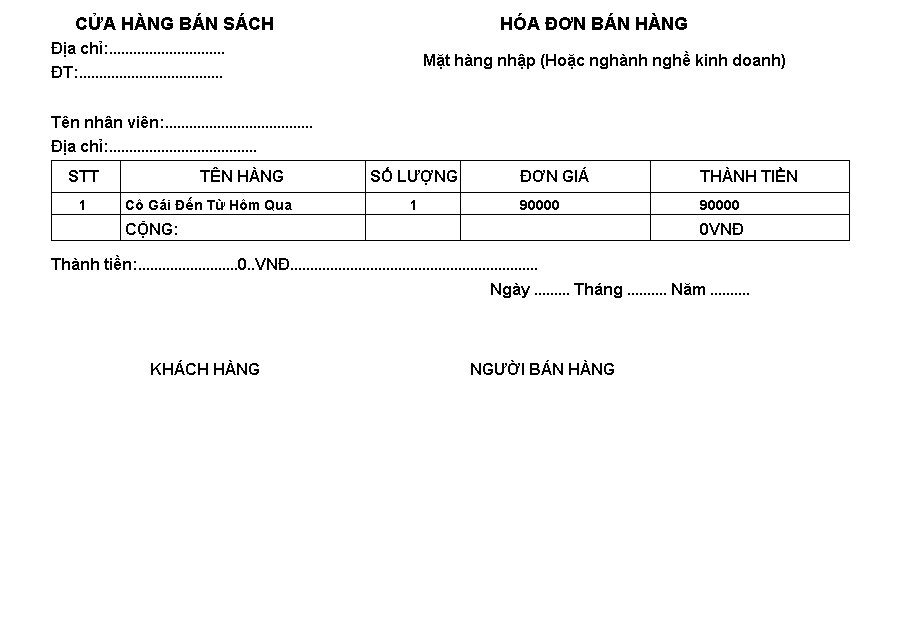 CỬA HÀNG BÁN SÁCH HÓA ĐƠN BÁN HÀNG
Địa chỉ:.............................
Mặt hàng nhập (Hoặc nghành nghề kinh doanh)
ĐT:....................................
Tên nhân viên:.....................................
Địa chỉ:.....................................
STT TÊN HÀNG SỐ LƯỢNG ĐƠN GIÁ THÀNH TIỀN
1 Cô Gái Đến Từ Hôm Qua 1 90000 90000
CỘNG: 0VNĐ
Thành tiền:.........................0..VNĐ..............................................................
Ngày ......... Tháng .......... Năm ..........
KHÁCH HÀNG NGƯỜI BÁN HÀNG